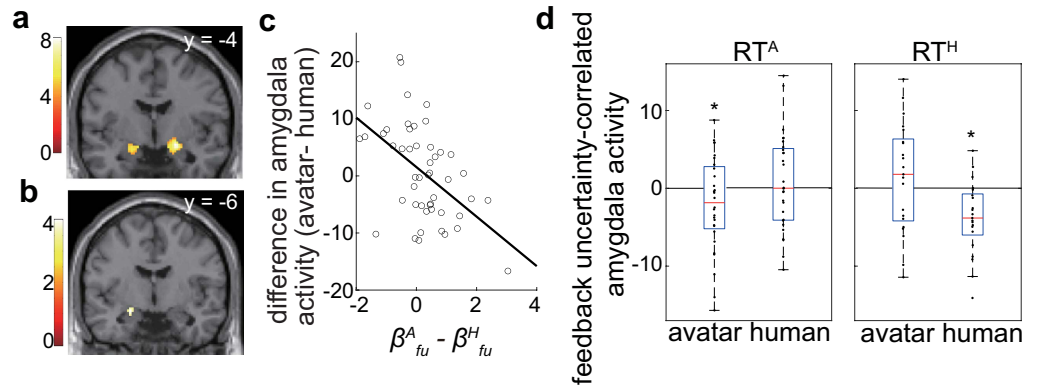 a
8
4
0
y = -4
b
4
2
0
y = -6
c
difference in amygdala
activity (avatar- human)
20
10
0
-10
-20
-2
0
2
4
β^A_fu - β^H_fu
d
feedback uncertainty-correlated
amygdala activity
RT^A
RT^H
*
*
10
0
-10
avatar human
avatar human